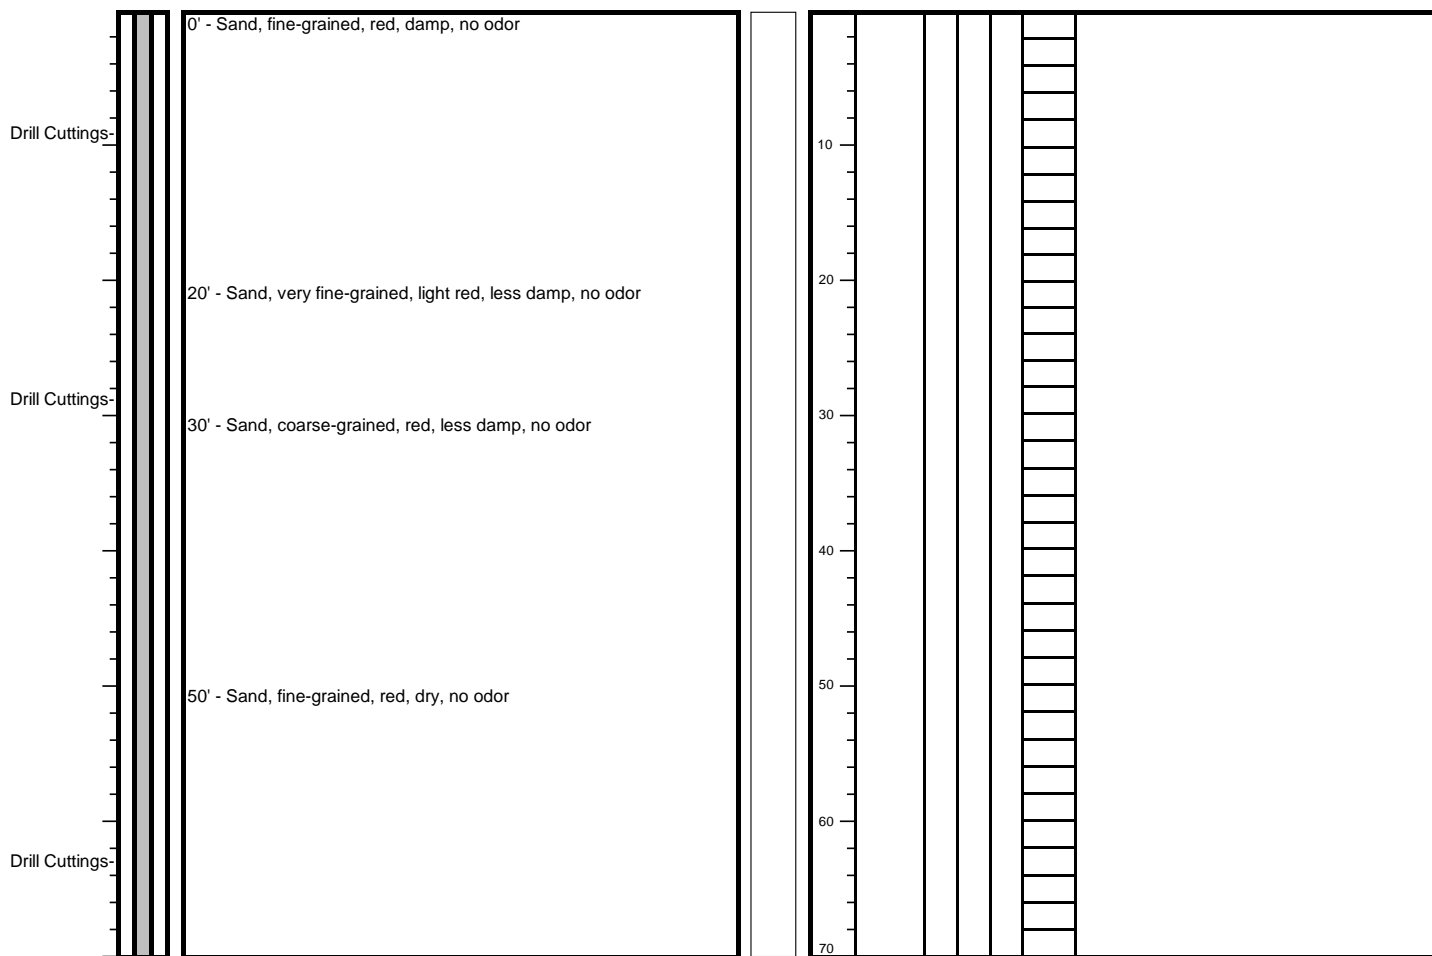 0' - Sand, fine-grained, red, damp, no odor
Drill Cuttings-
10
20
20' - Sand, very fine-grained, light red, less damp, no odor
Drill Cuttings-
30
30' - Sand, coarse-grained, red, less damp, no odor
40
50
50' - Sand, fine-grained, red, dry, no odor
60
Drill Cuttings-
70